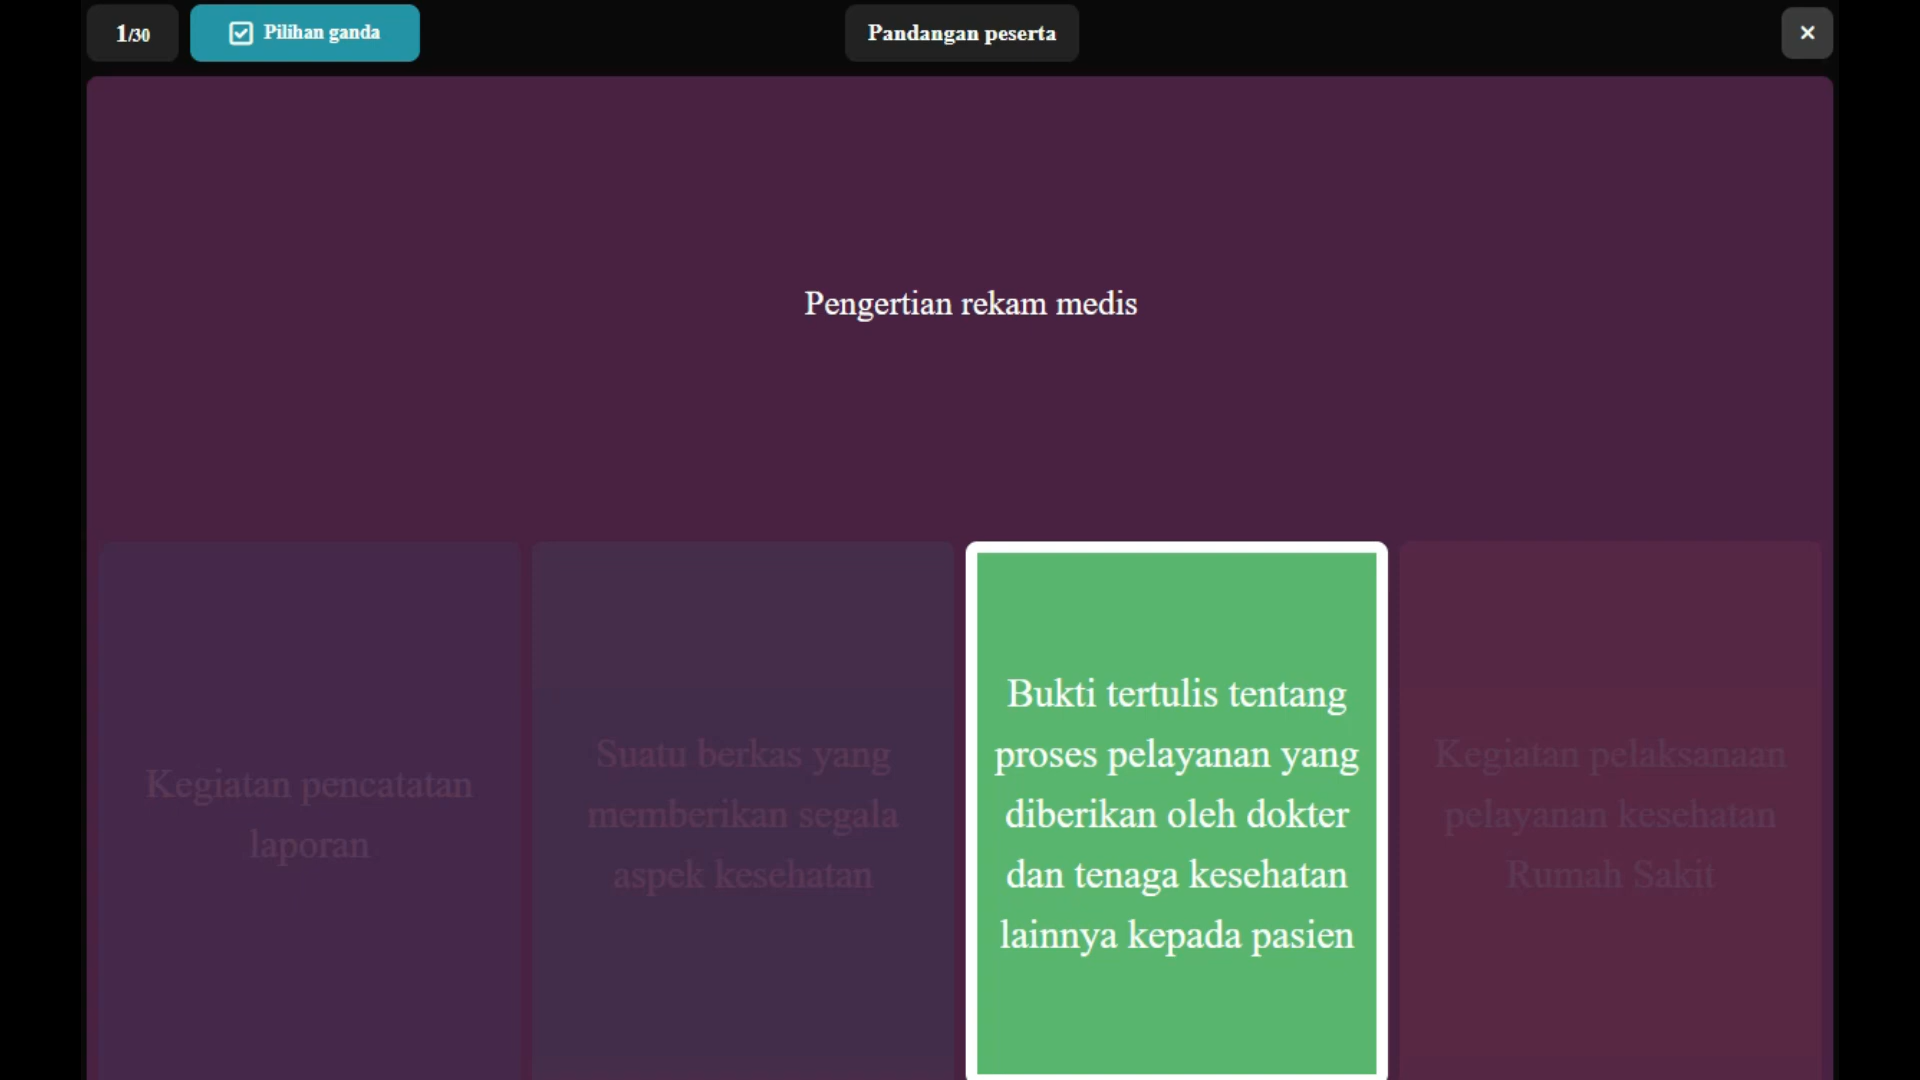 1/30
Pilihan ganda
Pandangan peserta
×
Pengertian rekam medis
Kegiatan pencatatan
laporan
Suatu berkas yang
memberikan segala
aspek kesehatan
Bukti tertulis tentang
proses pelayanan yang
diberikan oleh dokter
dan tenaga kesehatan
lainnya kepada pasien
Kegiatan pelaksanaan
pelayanan kesehatan
Rumah Sakit